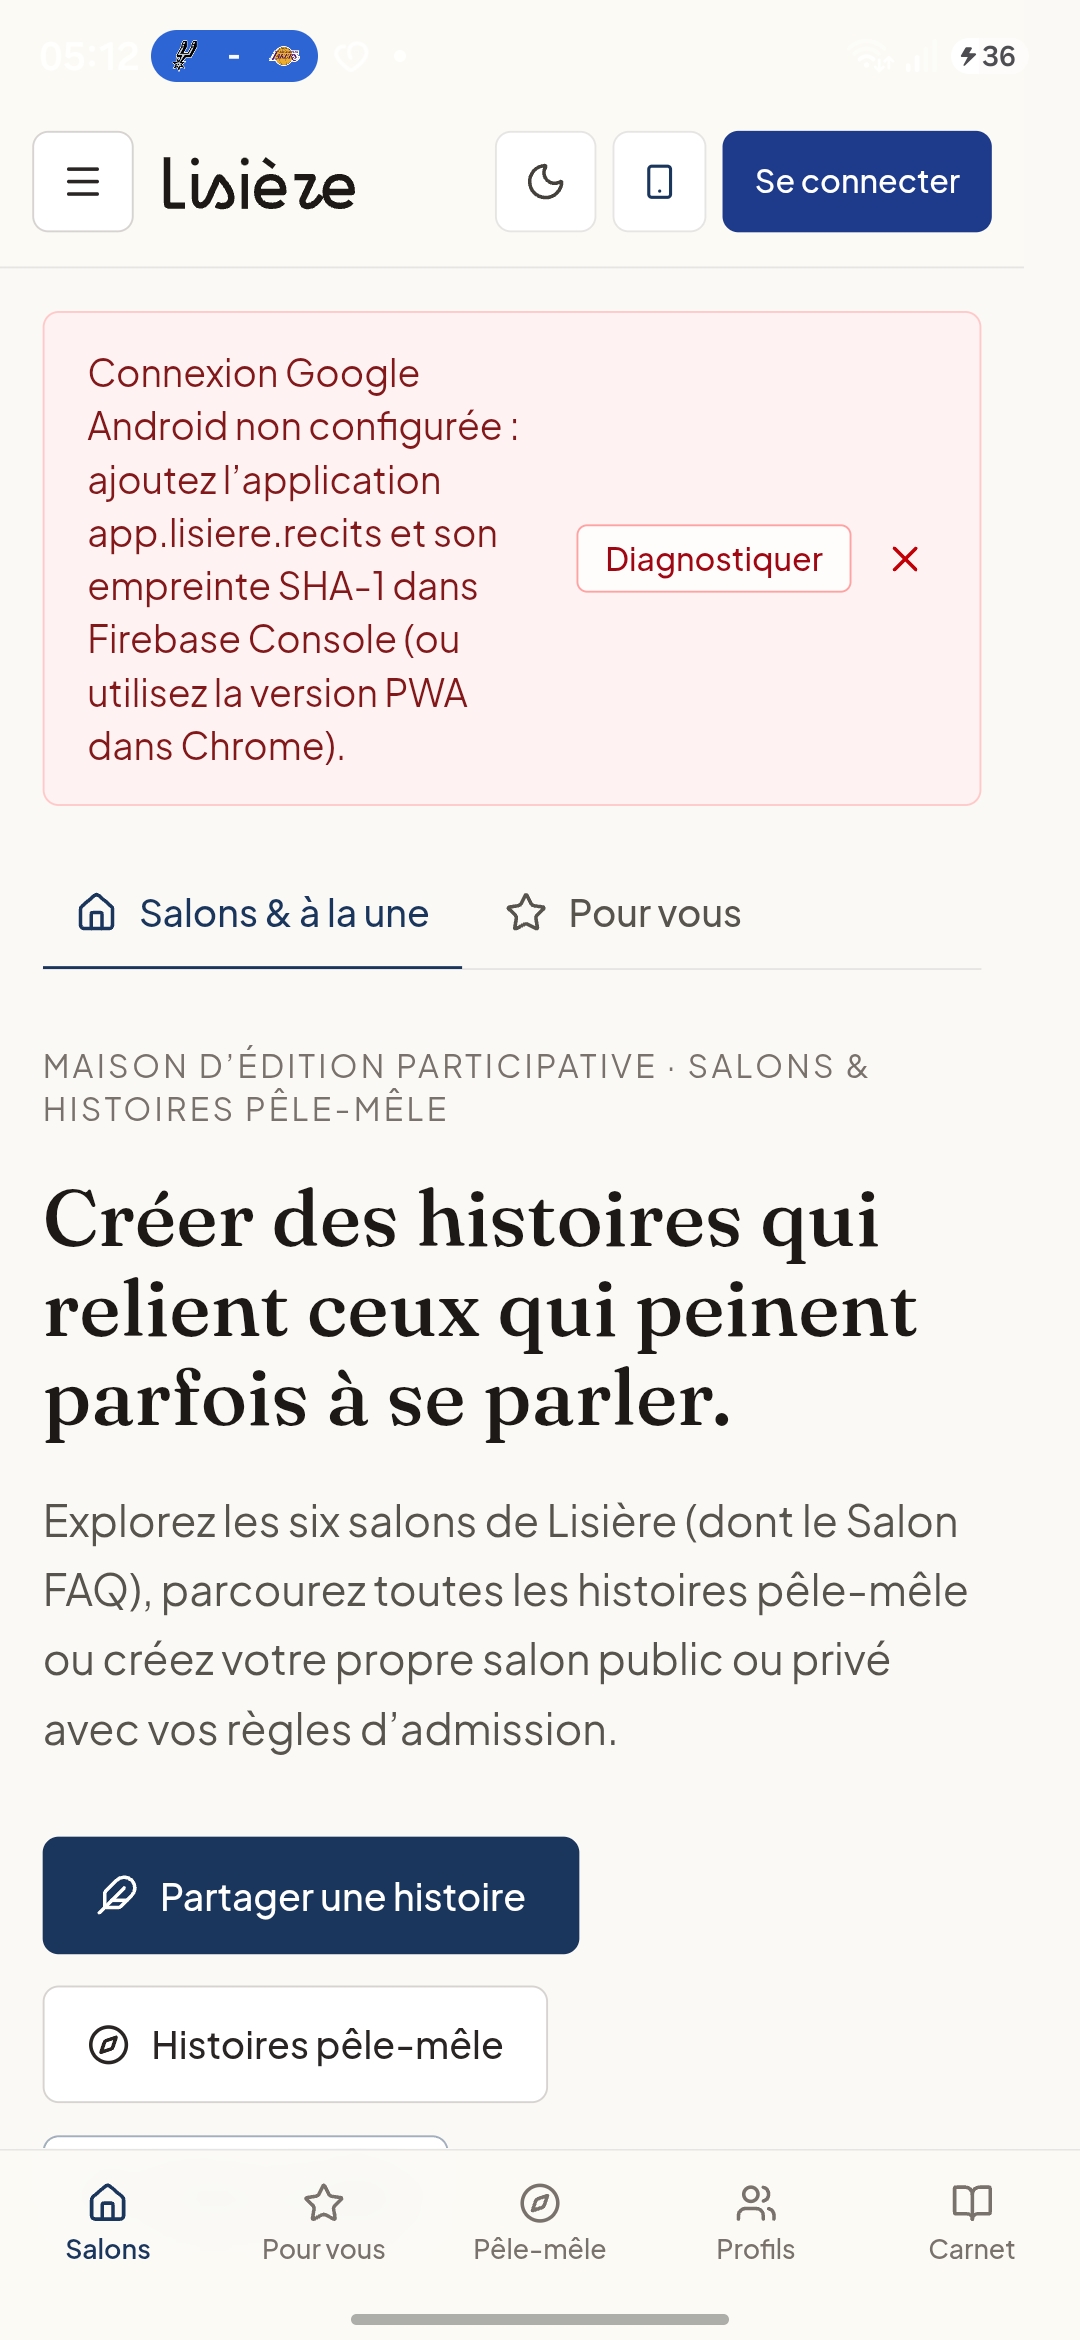 05:12
-
36
Lisière
Se connecter
Connexion Google
Android non configurée :
ajoutez l’application
app.lisiere.recits et son
empreinte SHA-1 dans
Firebase Console (ou
utilisez la version PWA
dans Chrome).
Diagnostiquer
Salons & à la une
Pour vous
MAISON D’ÉDITION PARTICIPATIVE · SALONS &
HISTOIRES PÊLE-MÊLE
Créer des histoires qui
relient ceux qui peinent
parfois à se parler.
Explorez les six salons de Lisière (dont le Salon
FAQ), parcourez toutes les histoires pêle-mêle
ou créez votre propre salon public ou privé
avec vos règles d’admission.
Partager une histoire
Histoires pêle-mêle
Salons
Pour vous
Pêle-mêle
Profils
Carnet